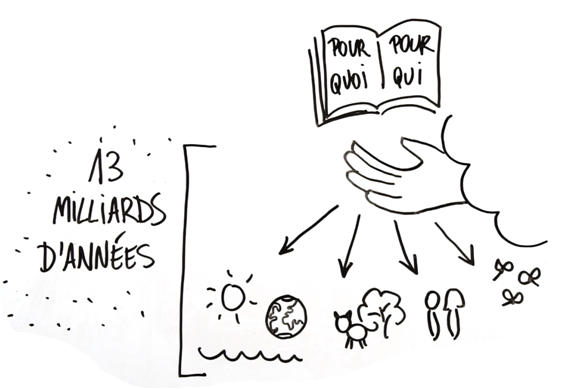 POUR QUOI
POUR QUI
13
MILLIARDS
D'ANNÉES